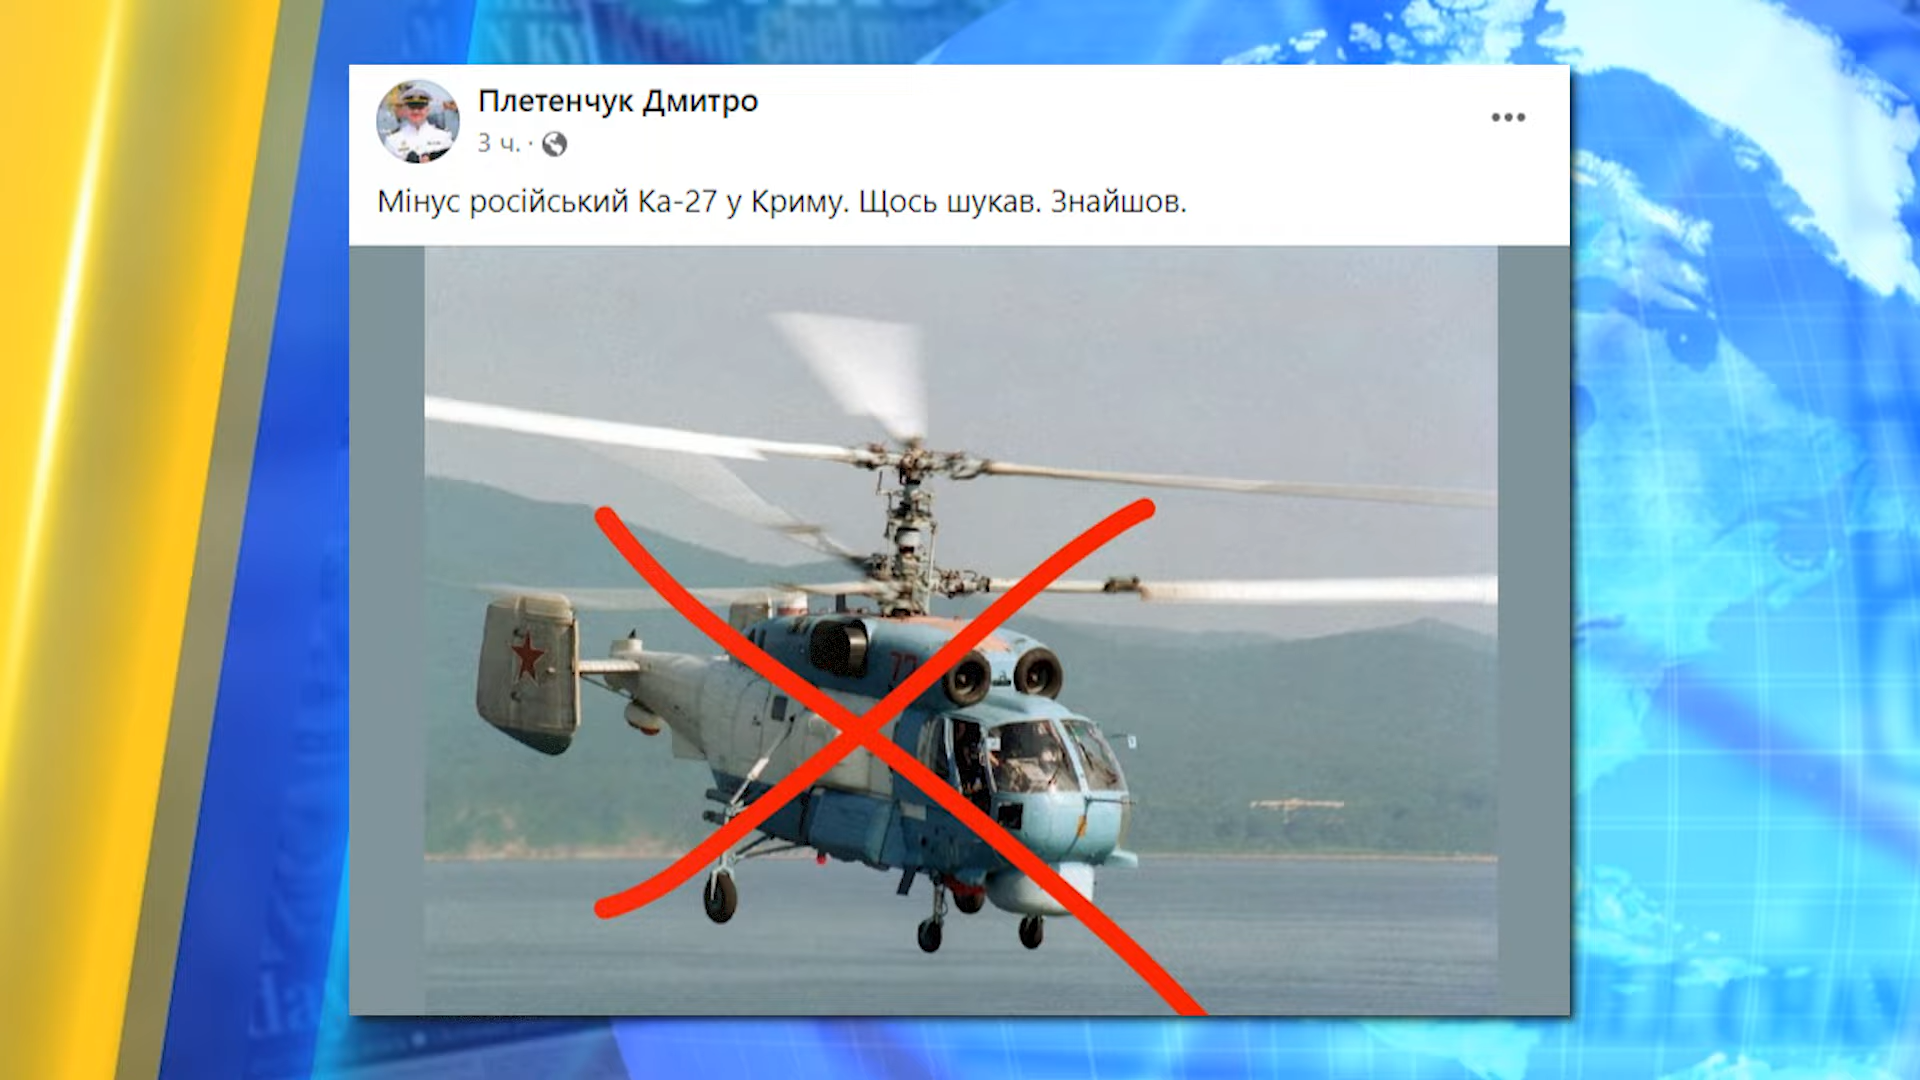 Плетенчук Дмитро
3 ч. ·
Мінус російський Ка-27 у Криму. Щось шукав. Знайшов.